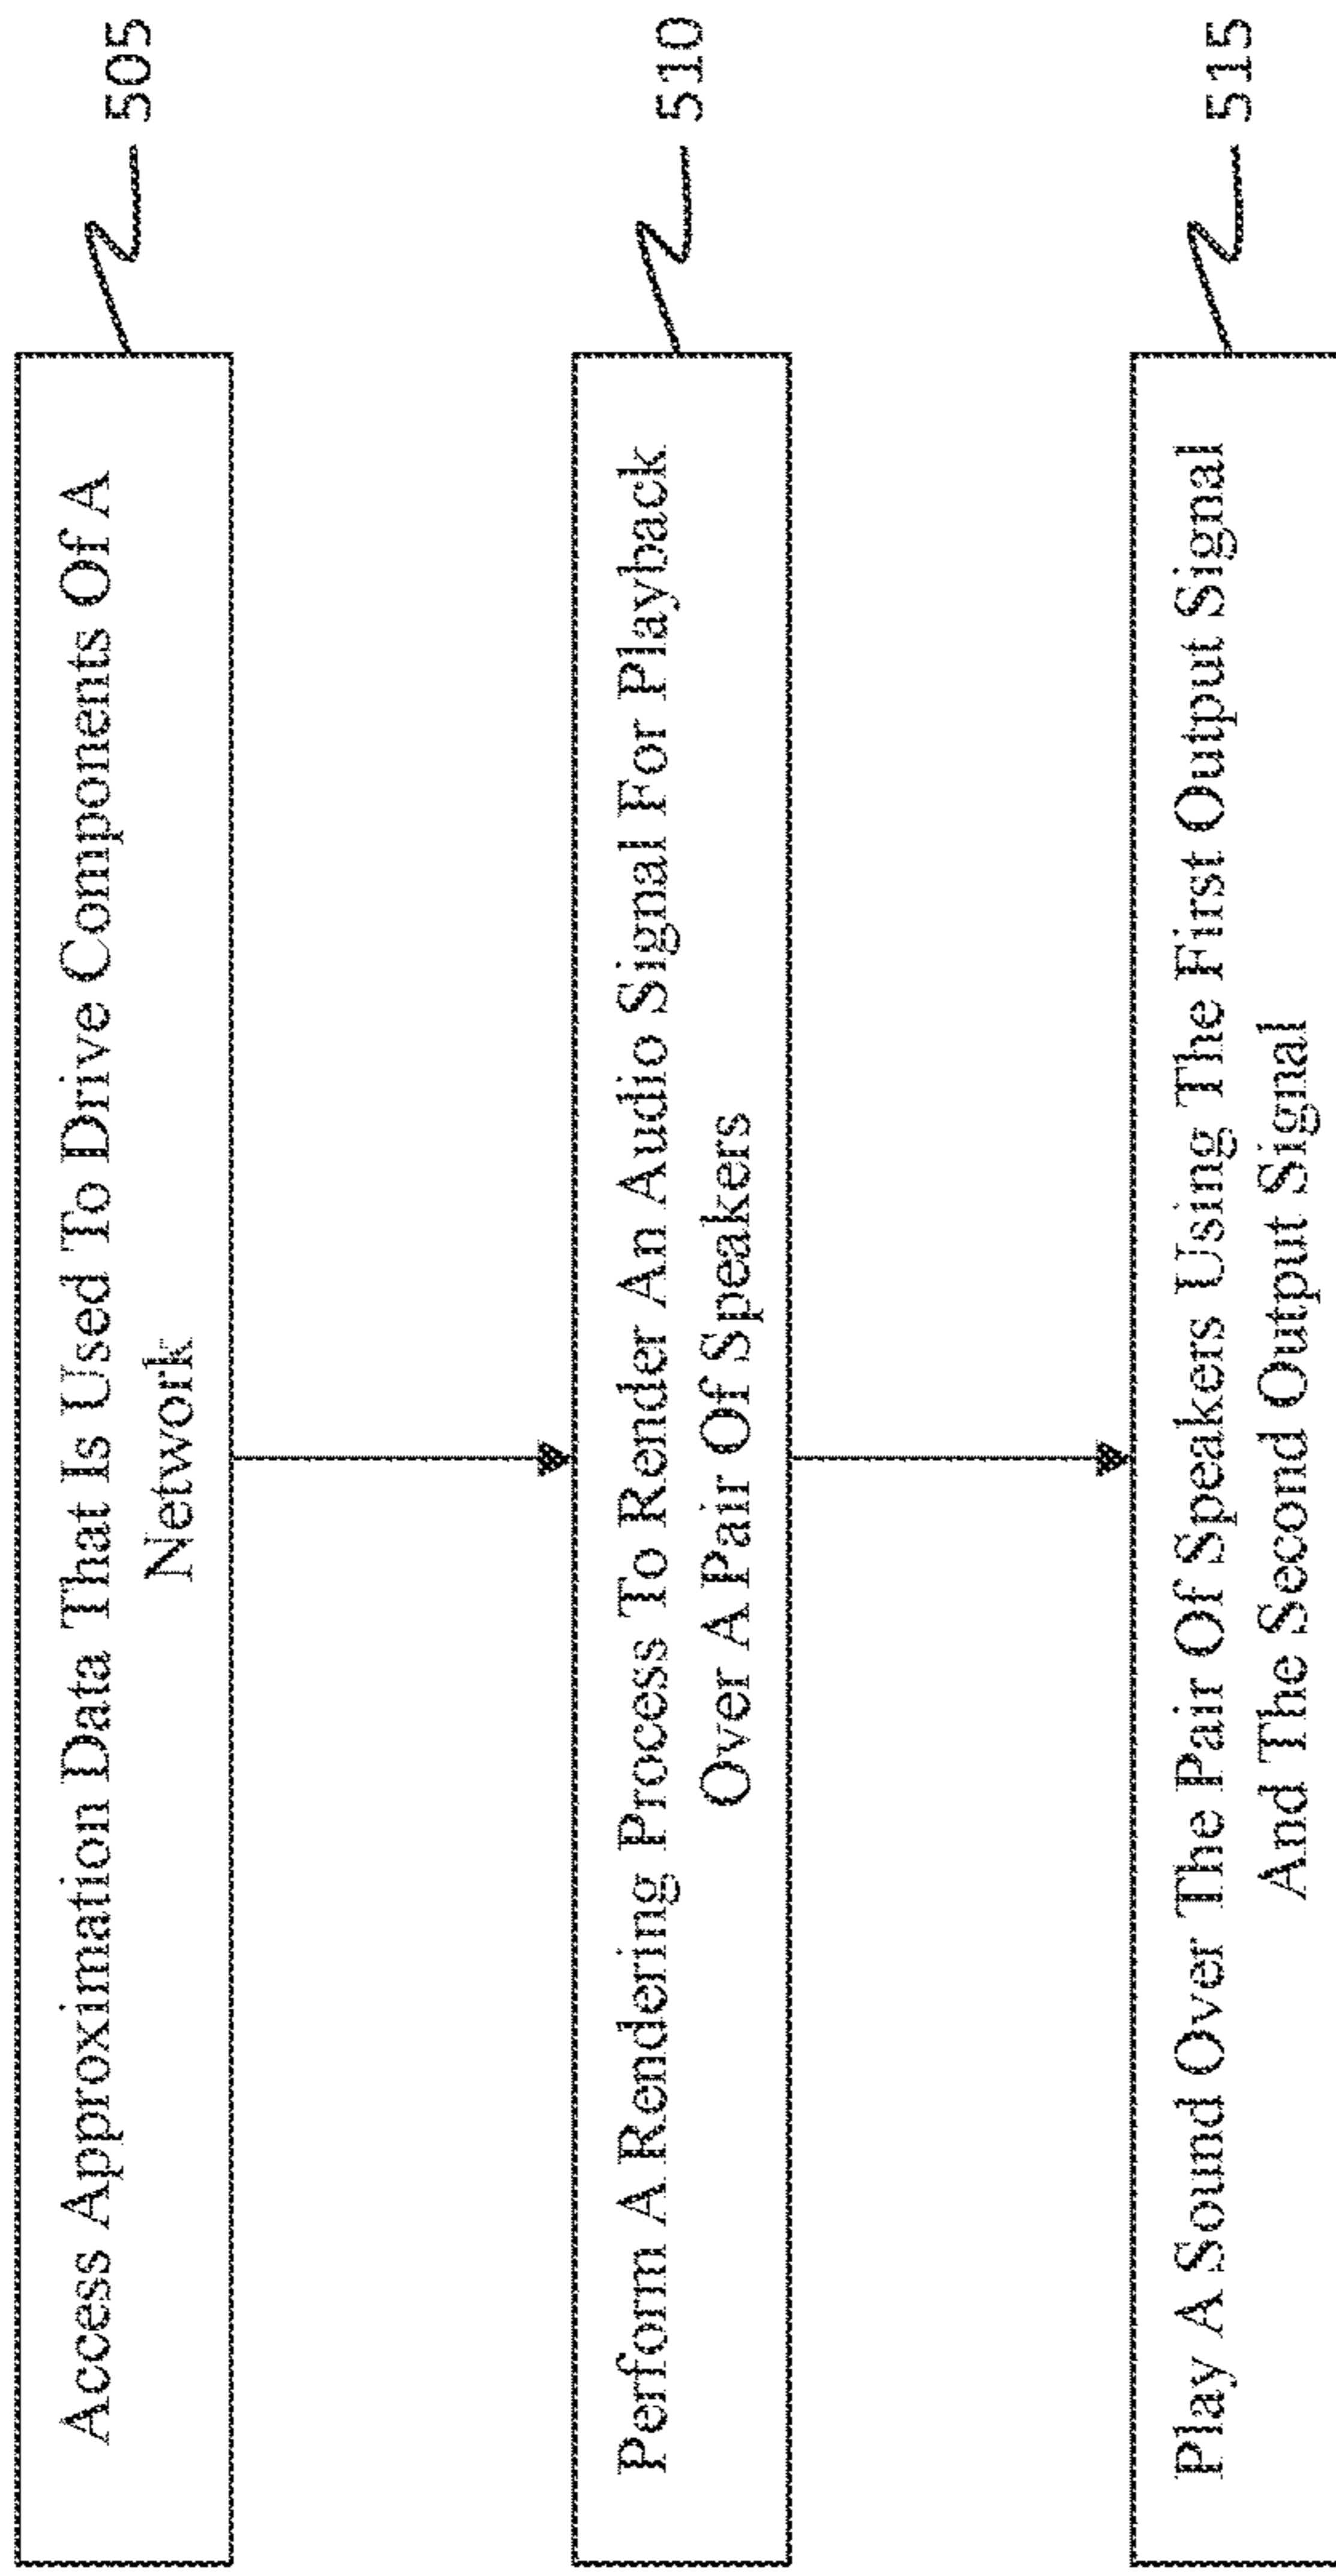 Access Approximation Data That Is Used To Drive Components Of A
Network
505
Perform A Rendering Process To Render An Audio Signal For Playback
Over A Pair Of Speakers
510
Play A Sound Over The Pair Of Speakers Using The First Output Signal
And The Second Output Signal
515